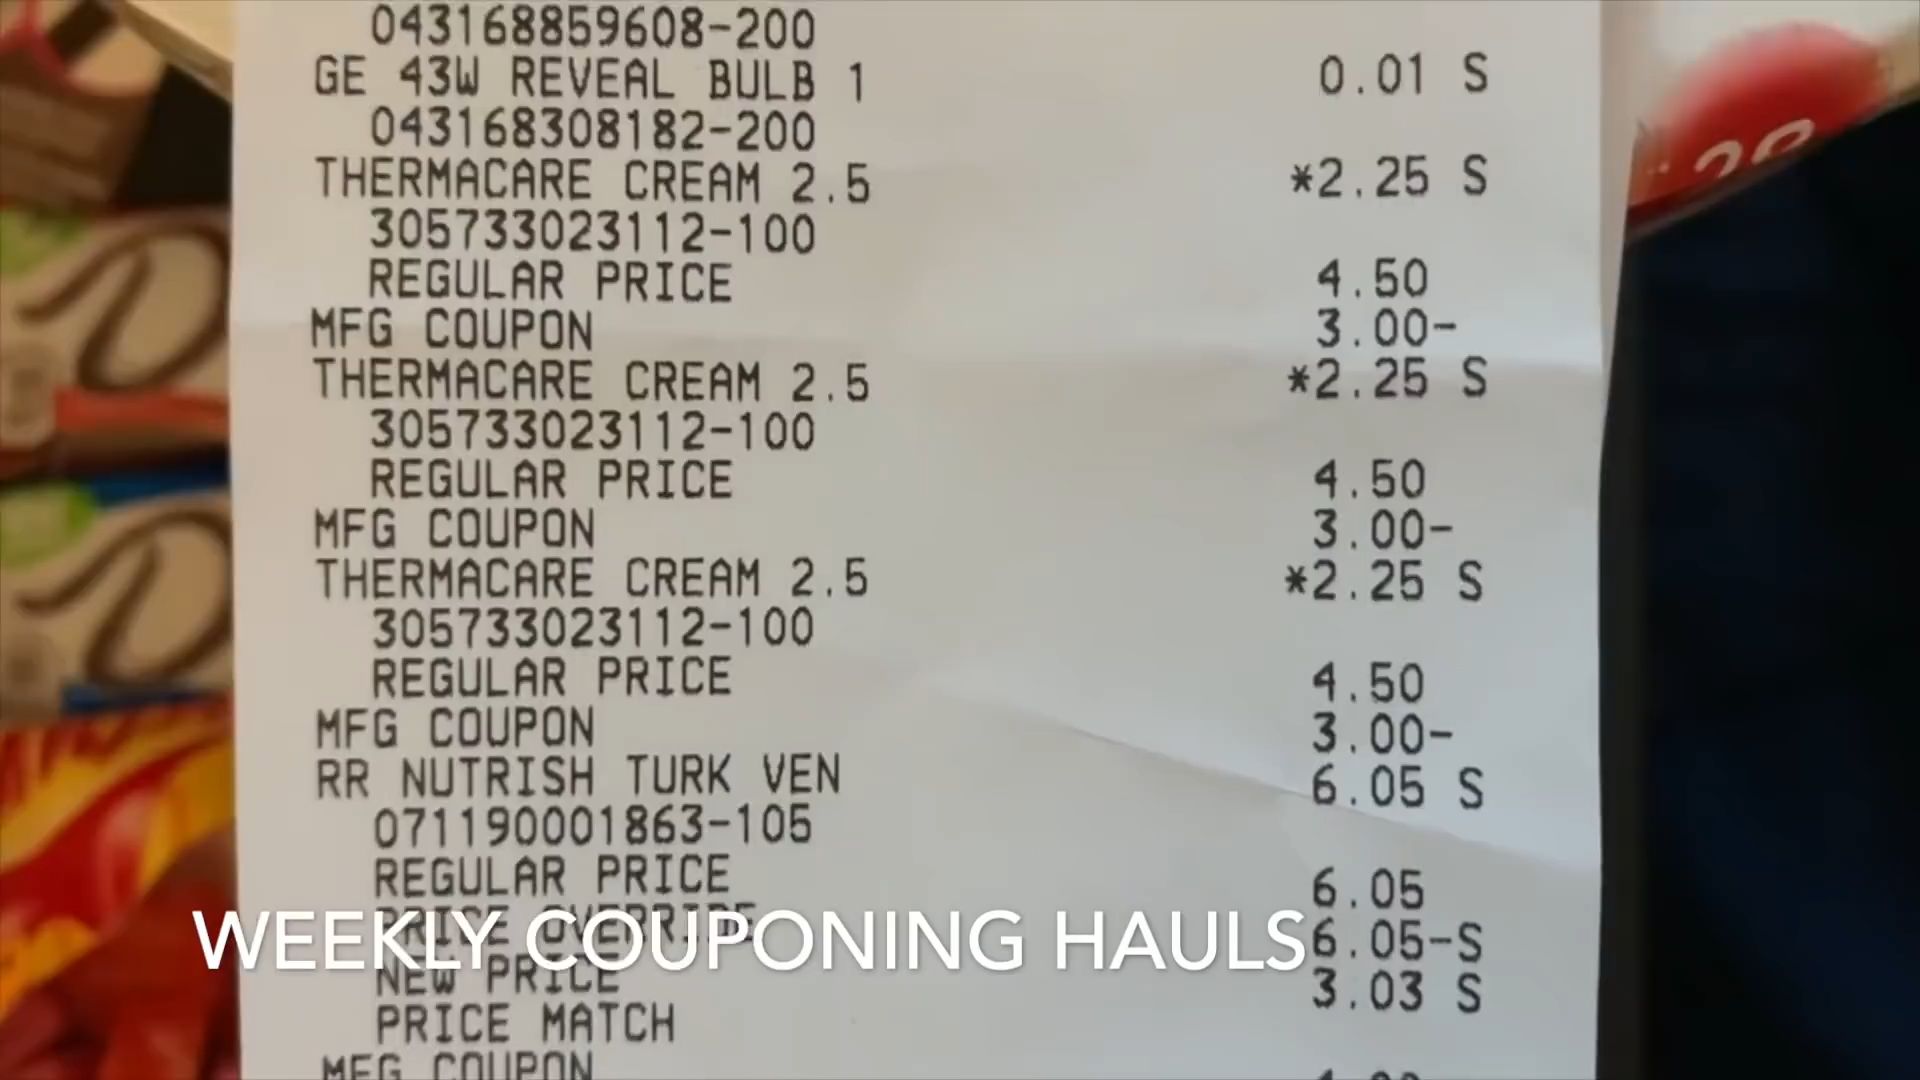 043168859608-200
GE 43W REVEAL BULB 1 0.01 S
043168308182-200
THERMACARE CREAM 2.5 *2.25 S
305733023112-100
REGULAR PRICE 4.50
MFG COUPON 3.00-
THERMACARE CREAM 2.5 *2.25 S
305733023112-100
REGULAR PRICE 4.50
MFG COUPON 3.00-
THERMACARE CREAM 2.5 *2.25 S
305733023112-100
REGULAR PRICE 4.50
MFG COUPON 3.00-
RR NUTRISH TURK VEN 6.05 S
071190001863-105
REGULAR PRICE 6.05
PRICE OVERRIDE 6.05-S
WEEKLY COUPONING HAULS
NEW PRICE 3.03 S
PRICE MATCH
MFG COUPON